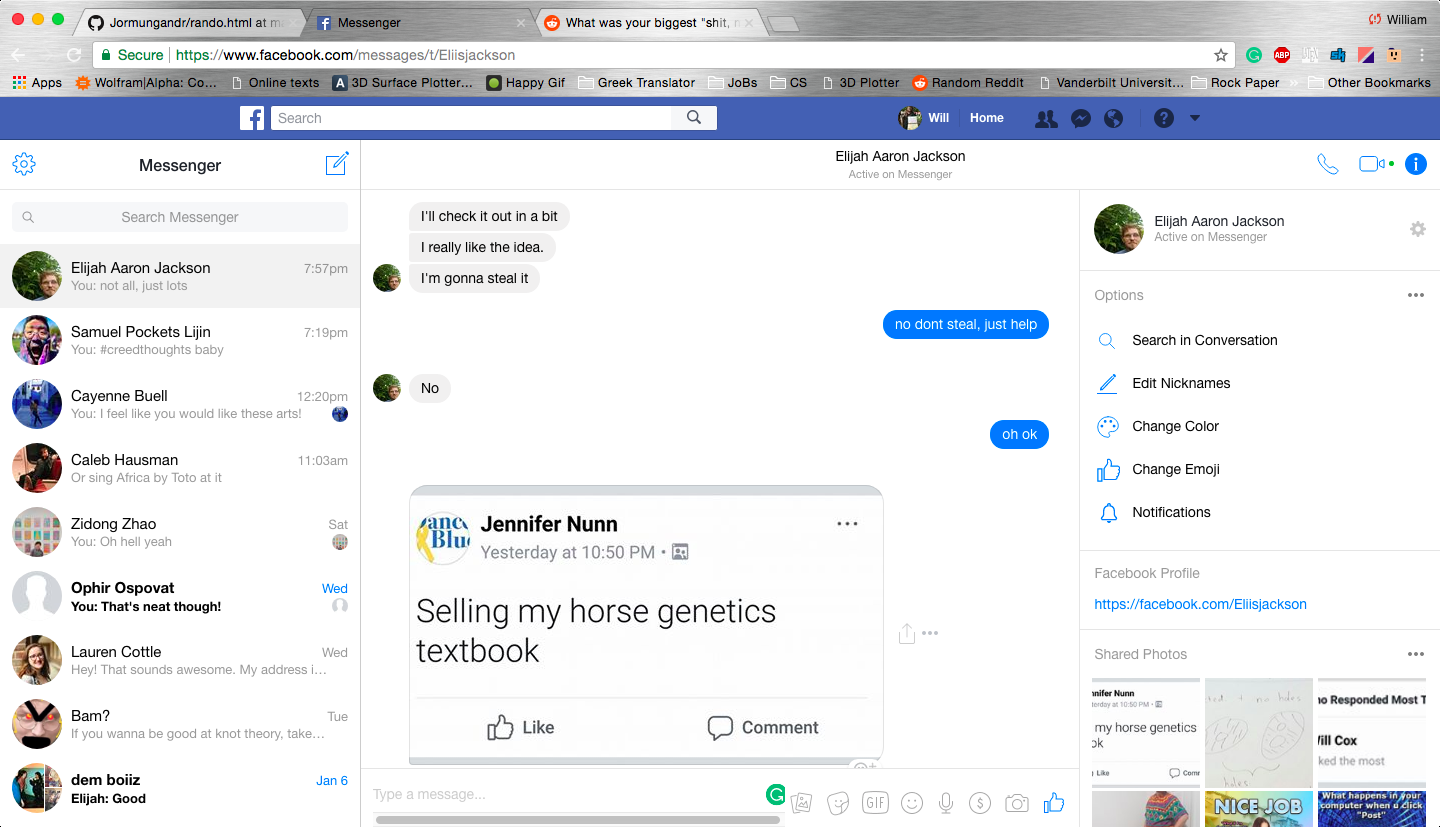 Jormungandr/rando.html at ma
Messenger
What was your biggest "shit, n
William
Secure
https://www.facebook.com/messages/t/Eliisjackson
ABP
Apps
Wolfram|Alpha: Co...
Online texts
3D Surface Plotter...
Happy Gif
Greek Translator
JoBs
CS
3D Plotter
Random Reddit
Vanderbilt Universit...
Rock Paper
»
Other Bookmarks
Search
Will
Home
Messenger
Search Messenger
Elijah Aaron Jackson
7:57pm
You: not all, just lots
Samuel Pockets Lijin
7:19pm
You: #creedthoughts baby
Cayenne Buell
12:20pm
You: I feel like you would like these arts!
Caleb Hausman
11:03am
Or sing Africa by Toto at it
Zidong Zhao
Sat
You: Oh hell yeah
Ophir Ospovat
Wed
You: That's neat though!
Lauren Cottle
Wed
Hey! That sounds awesome. My address i...
Bam?
Tue
If you wanna be good at knot theory, take...
dem boiiz
Jan 6
Elijah: Good
Elijah Aaron Jackson
Active on Messenger
I'll check it out in a bit
I really like the idea.
I'm gonna steal it
no dont steal, just help
No
oh ok
ance
Blue
Jennifer Nunn
Yesterday at 10:50 PM •
Selling my horse genetics
textbook
Like
Comment
Type a message...
GIF
Elijah Aaron Jackson
Active on Messenger
Options
Search in Conversation
Edit Nicknames
Change Color
Change Emoji
Notifications
Facebook Profile
https://facebook.com/Eliisjackson
Shared Photos
nnifer Nunn
terday at 10:50 PM •
my horse genetics
ok
Like
Comr
holes
no Responded Most T
Vill Cox
ked the most
NICE JOB
What happens in your
computer when u click
"Post"